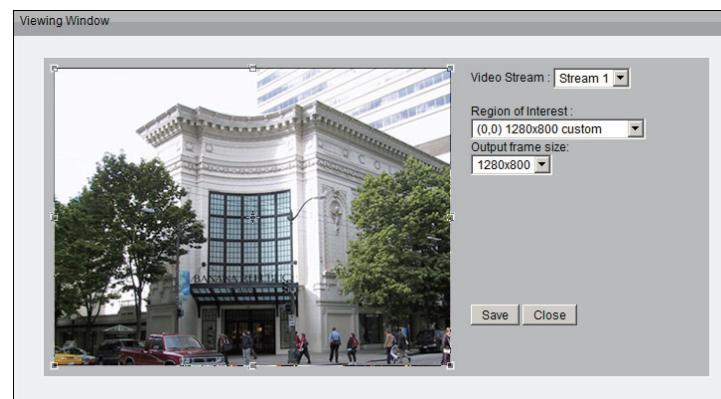 Viewing Window
Video Stream : Stream 1
Region of Interest :
(0,0) 1280x800 custom
Output frame size:
1280x800
Save Close